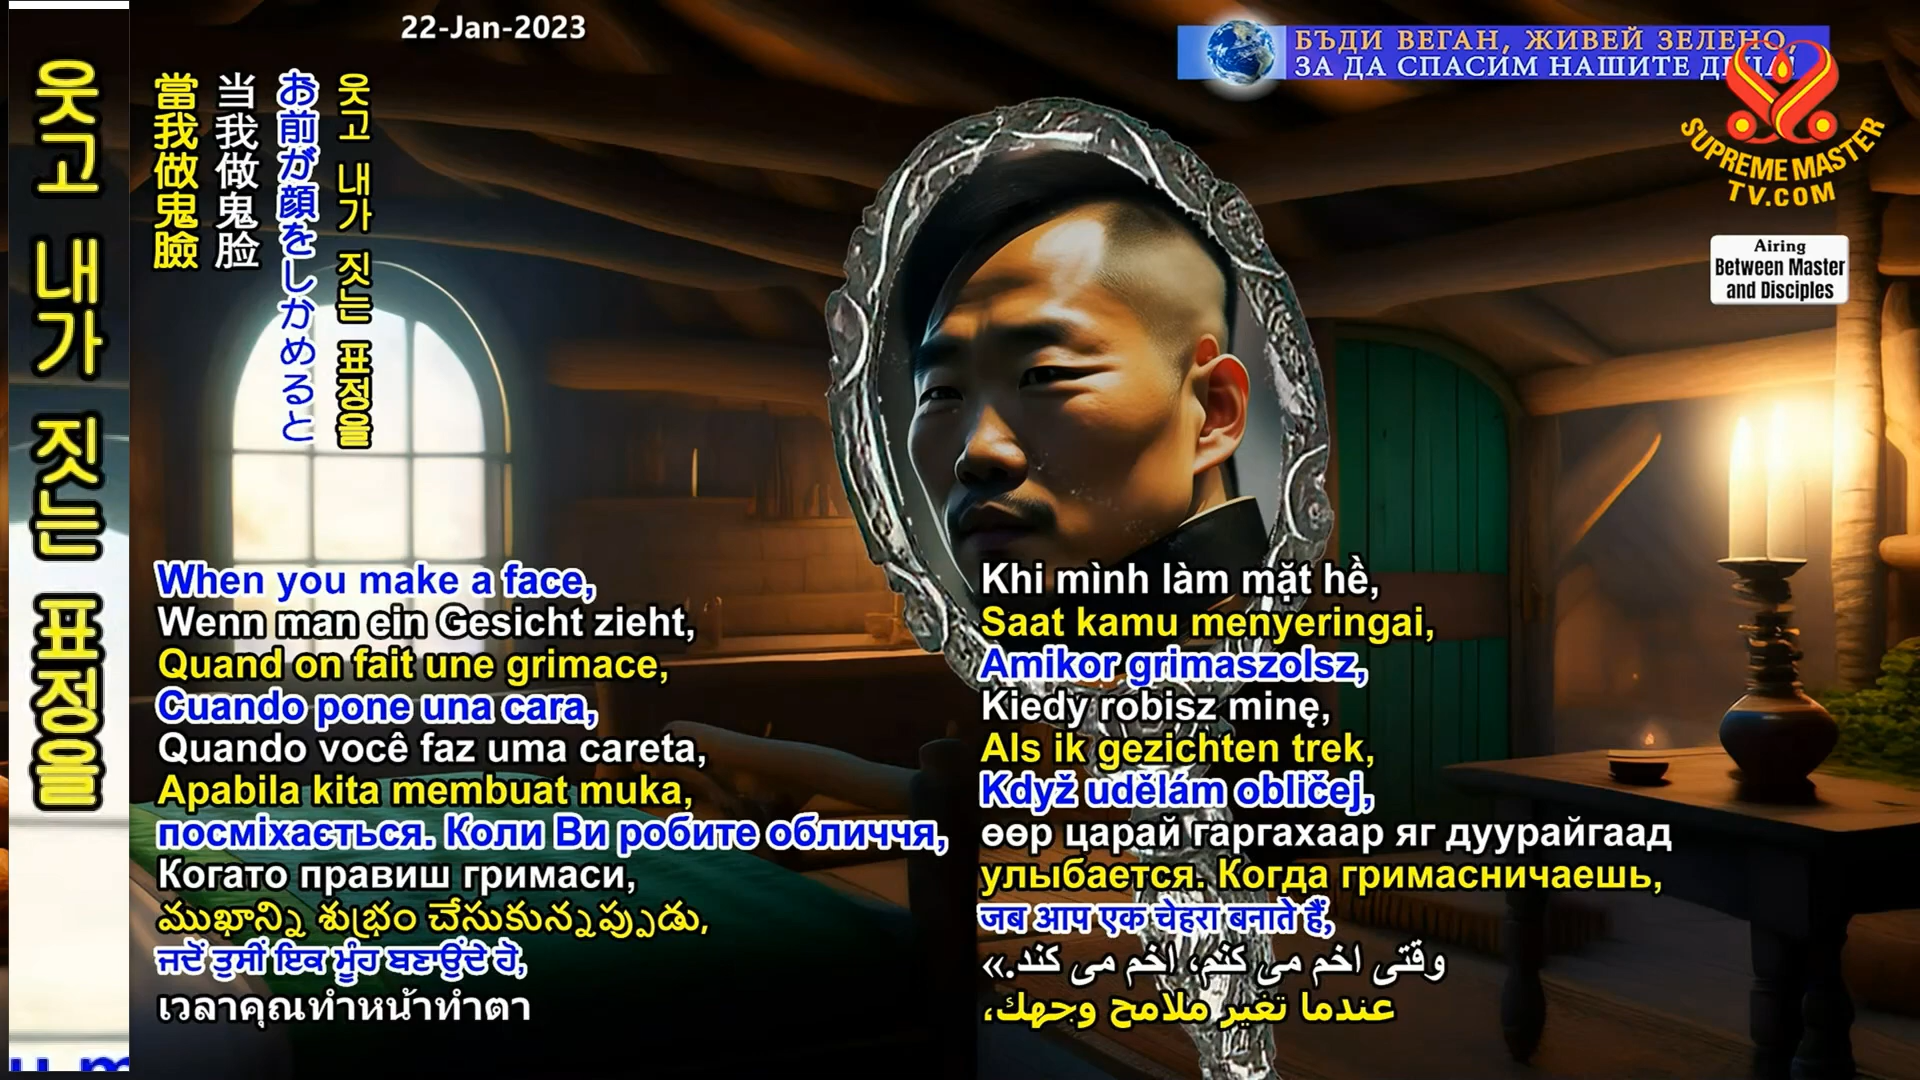 22-Jan-2023
БЪДИ ВЕГАН, ЖИВЕЙ ЗЕЛЕНО,
ЗА ДА СПАСИМ НАШИТЕ ДЕЦА!
SUPREME MASTER
TV.COM
Airing
Between Master
and Disciples
웃고 내가 짓는 표정을
當我做鬼臉
当我做鬼脸
お前が顔をしかめると
웃고 내가 짓는 표정을
When you make a face,
Wenn man ein Gesicht zieht,
Quand on fait une grimace,
Cuando pone una cara,
Quando você faz uma careta,
Apabila kita membuat muka,
посміхається. Коли Ви робите обличчя,
Когато правиш гримаси,
ముఖాన్ని శుభ్రం చేసుకున్నప్పుడు,
ਜਦੋਂ ਤੁਸੀਂ ਇਕ ਮੂੰਹ ਬਣਾਉਂਦੇ ਹੋ,
เวลาคุณทำหน้าทำตา
Khi mình làm mặt hề,
Saat kamu menyeringai,
Amikor grimaszolsz,
Kiedy robisz minę,
Als ik gezichten trek,
Když udělám obličej,
өөр царай гаргахаар яг дуурайгаад
улыбается. Когда гримасничаешь,
जब आप एक चेहरा बनाते हैं,
وقتی اخم می کنم، اخم می کند.»
عندما تغير ملامح وجهك،